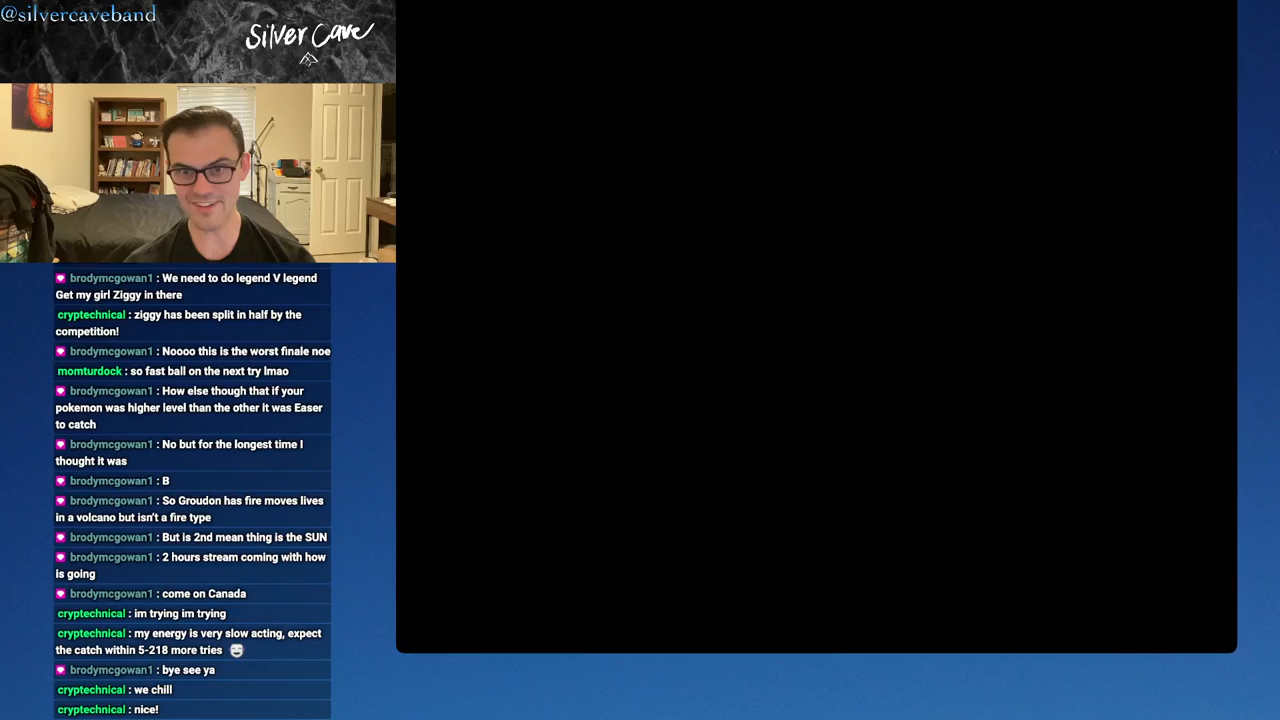 @silvercaveband
Silver Cave
brodymcgowan1 : We need to do legend V legend
Get my girl Ziggy in there
cryptechnical : ziggy has been split in half by the
competition!
brodymcgowan1 : Noooo this is the worst finale noe
momturdock : so fast ball on the next try lmao
brodymcgowan1 : How else though that if your
pokemon was higher level than the other it was Easer
to catch
brodymcgowan1 : No but for the longest time I
thought it was
brodymcgowan1 : B
brodymcgowan1 : So Groudon has fire moves lives
in a volcano but isn't a fire type
brodymcgowan1 : But is 2nd mean thing is the SUN
brodymcgowan1 : 2 hours stream coming with how
is going
brodymcgowan1 : come on Canada
cryptechnical : im trying im trying
cryptechnical : my energy is very slow acting, expect
the catch within 5-218 more tries
brodymcgowan1 : bye see ya
cryptechnical : we chill
cryptechnical : nice!